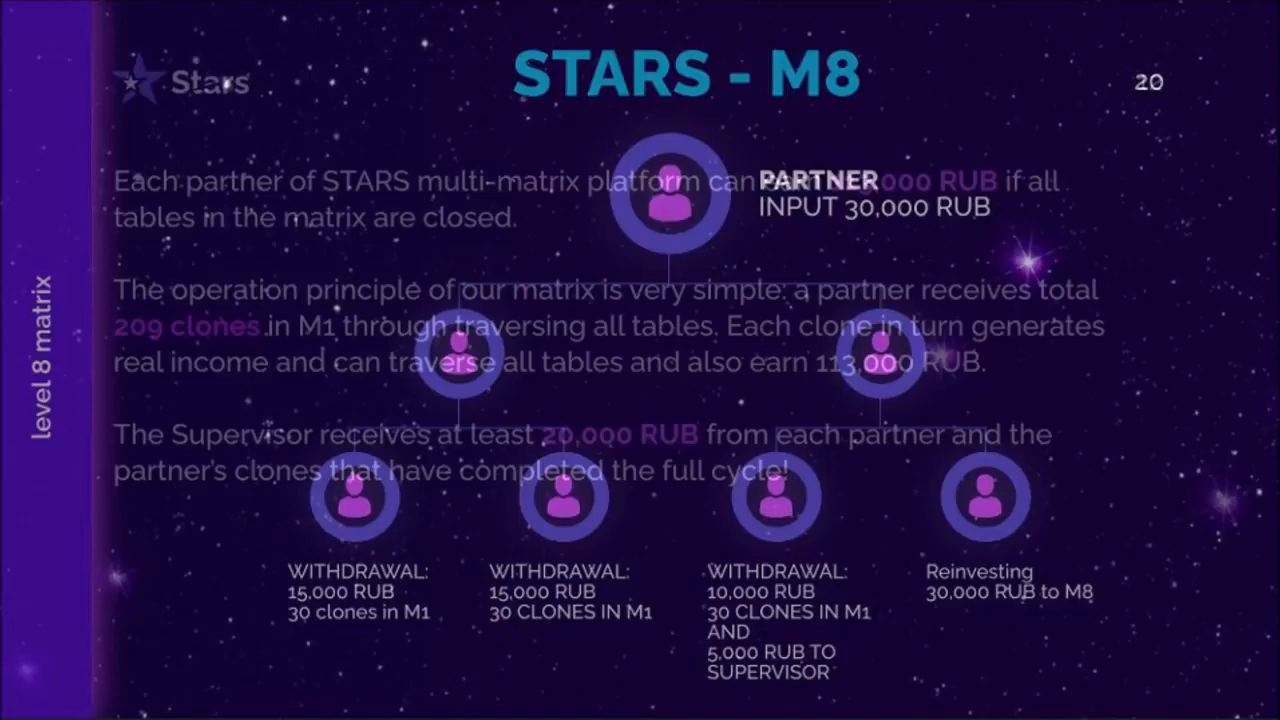 Stars
STARS - M8
20
level 8 matrix
PARTNER
INPUT 30,000 RUB
Each partner of STARS multi-matrix platform can 000 RUB if all
tables in the matrix are closed.
The operation principle of our matrix is very simple: a partner receives total
209 clones in M1 through traversing all tables. Each clone in turn generates
real income and can traverse all tables and also earn 113,000 RUB.
The Supervisor receives at least 20,000 RUB from each partner and the
partner's clones that have completed the full cycle!
WITHDRAWAL:
15,000 RUB
30 clones in M1
WITHDRAWAL:
15,000 RUB
30 CLONES IN M1
WITHDRAWAL:
10,000 RUB
30 CLONES IN M1
AND
5,000 RUB TO
SUPERVISOR
Reinvesting
30,000 RUB to M8